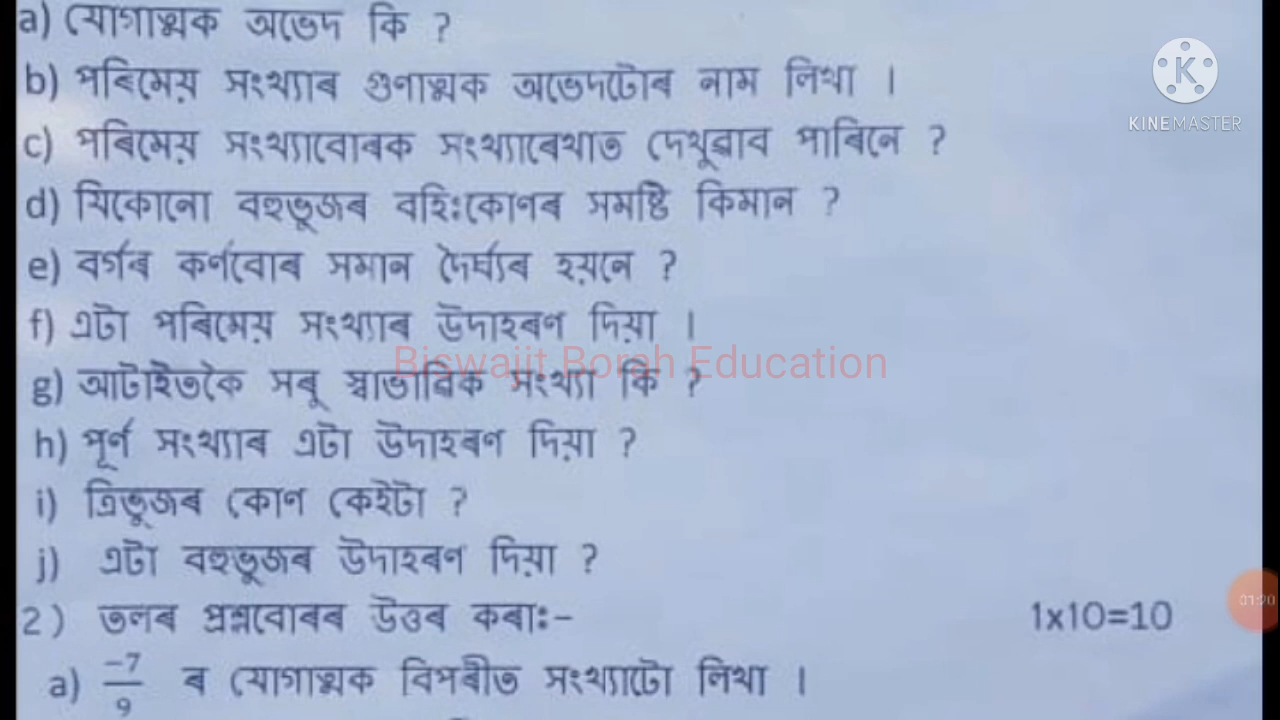 a) যোগাত্মক অভেদ কি ?
b) পৰিমেয় সংখ্যাৰ গুণাত্মক অভেদটোৰ নাম লিখা ।
c) পৰিমেয় সংখ্যাবোৰক সংখ্যাৰেখাত দেখুৱাব পাৰিনে ?
d) যিকোনো বহুভূজৰ বহিঃকোণৰ সমষ্টি কিমান ?
e) বৰ্গৰ কৰ্ণবোৰ সমান দৈৰ্ঘ্যৰ হয়নে ?
f) এটা পৰিমেয় সংখ্যাৰ উদাহৰণ দিয়া ।
g) আটাইতকৈ সৰূ স্বাভাৱিক সংখ্যা কি ?
h) পূৰ্ণ সংখ্যাৰ এটা উদাহৰণ দিয়া ?
i) ত্ৰিভূজৰ কোণ কেইটা ?
j) এটা বহুভূজৰ উদাহৰণ দিয়া ?
2) তলৰ প্ৰশ্নবোৰৰ উত্তৰ কৰাঃ- 1x10=10
a) -7/9 ৰ যোগাত্মক বিপৰীত সংখ্যাটো লিখা ।
K
KINEMASTER
Biswajit Borah Education
01:20